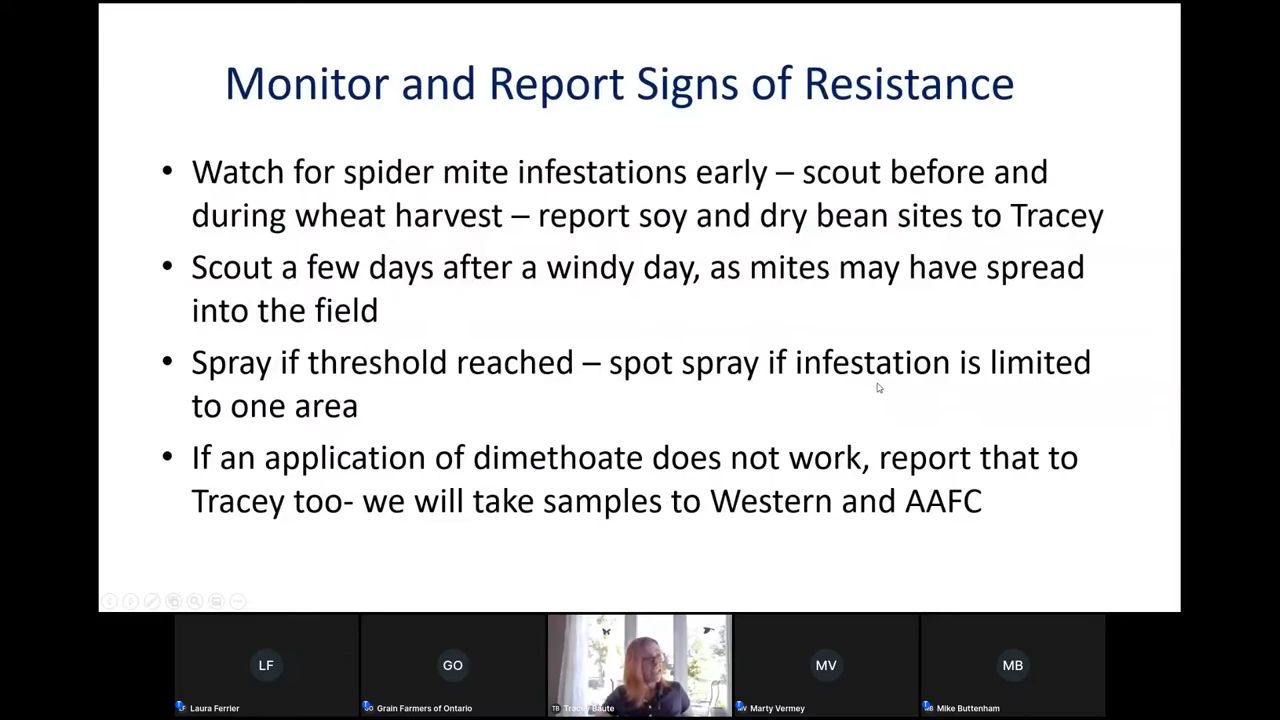 Monitor and Report Signs of Resistance
• Watch for spider mite infestations early – scout before and
during wheat harvest – report soy and dry bean sites to Tracey
• Scout a few days after a windy day, as mites may have spread
into the field
• Spray if threshold reached – spot spray if infestation is limited
to one area
• If an application of dimethoate does not work, report that to
Tracey too- we will take samples to Western and AAFC
LF
GO
MV
MB
Laura Ferrier
Grain Farmers of Ontario
TB Tracey Baute
Marty Vermey
Mike Buttenham